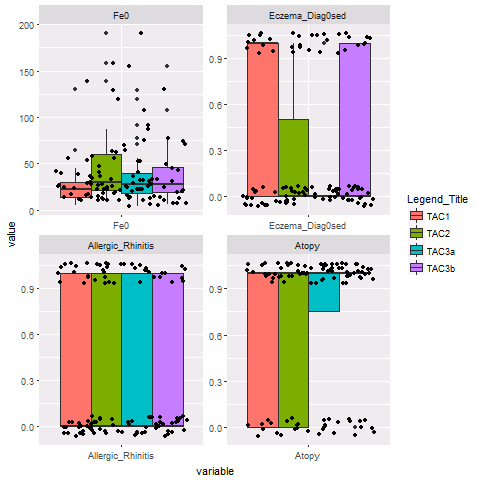 Fe0
Eczema_Diag0sed
200
150
100
50
0
0.9
0.6
0.3
0.0
Fe0
Eczema_Diag0sed
Allergic_Rhinitis
Atopy
0.9
0.6
0.3
0.0
0.9
0.6
0.3
0.0
Allergic_Rhinitis
Atopy
value
variable
Legend_Title
TAC1
TAC2
TAC3a
TAC3b